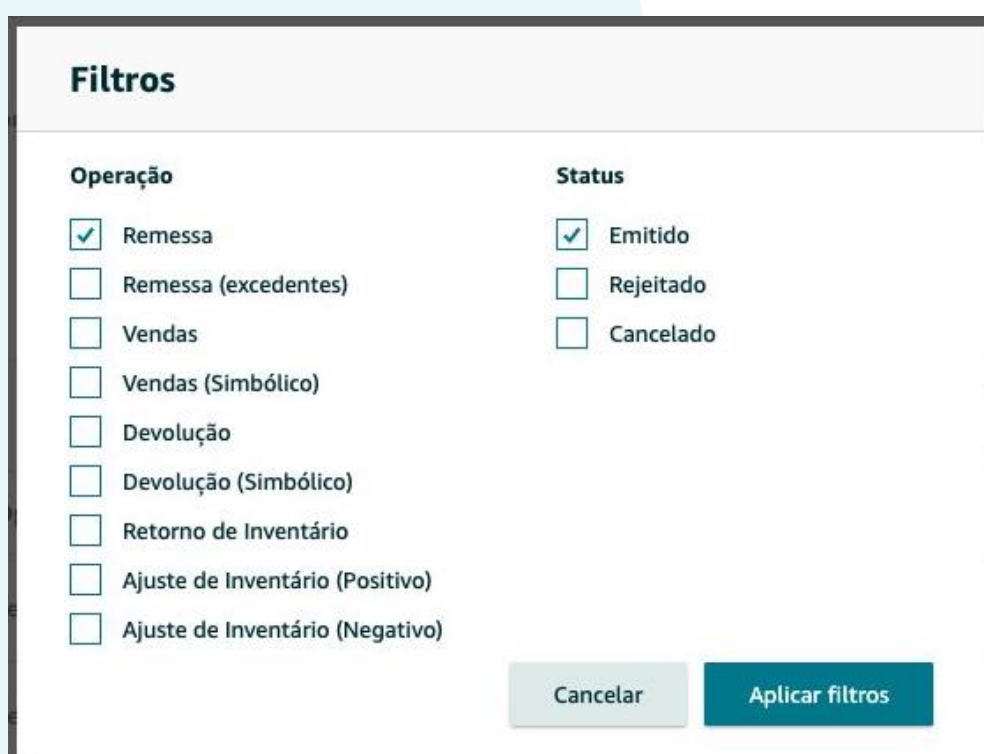 Filtros
Operação
Remessa
Remessa (excedentes)
Vendas
Vendas (Simbólico)
Devolução
Devolução (Simbólico)
Retorno de Inventário
Ajuste de Inventário (Positivo)
Ajuste de Inventário (Negativo)
Status
Emitido
Rejeitado
Cancelado
Cancelar
Aplicar filtros